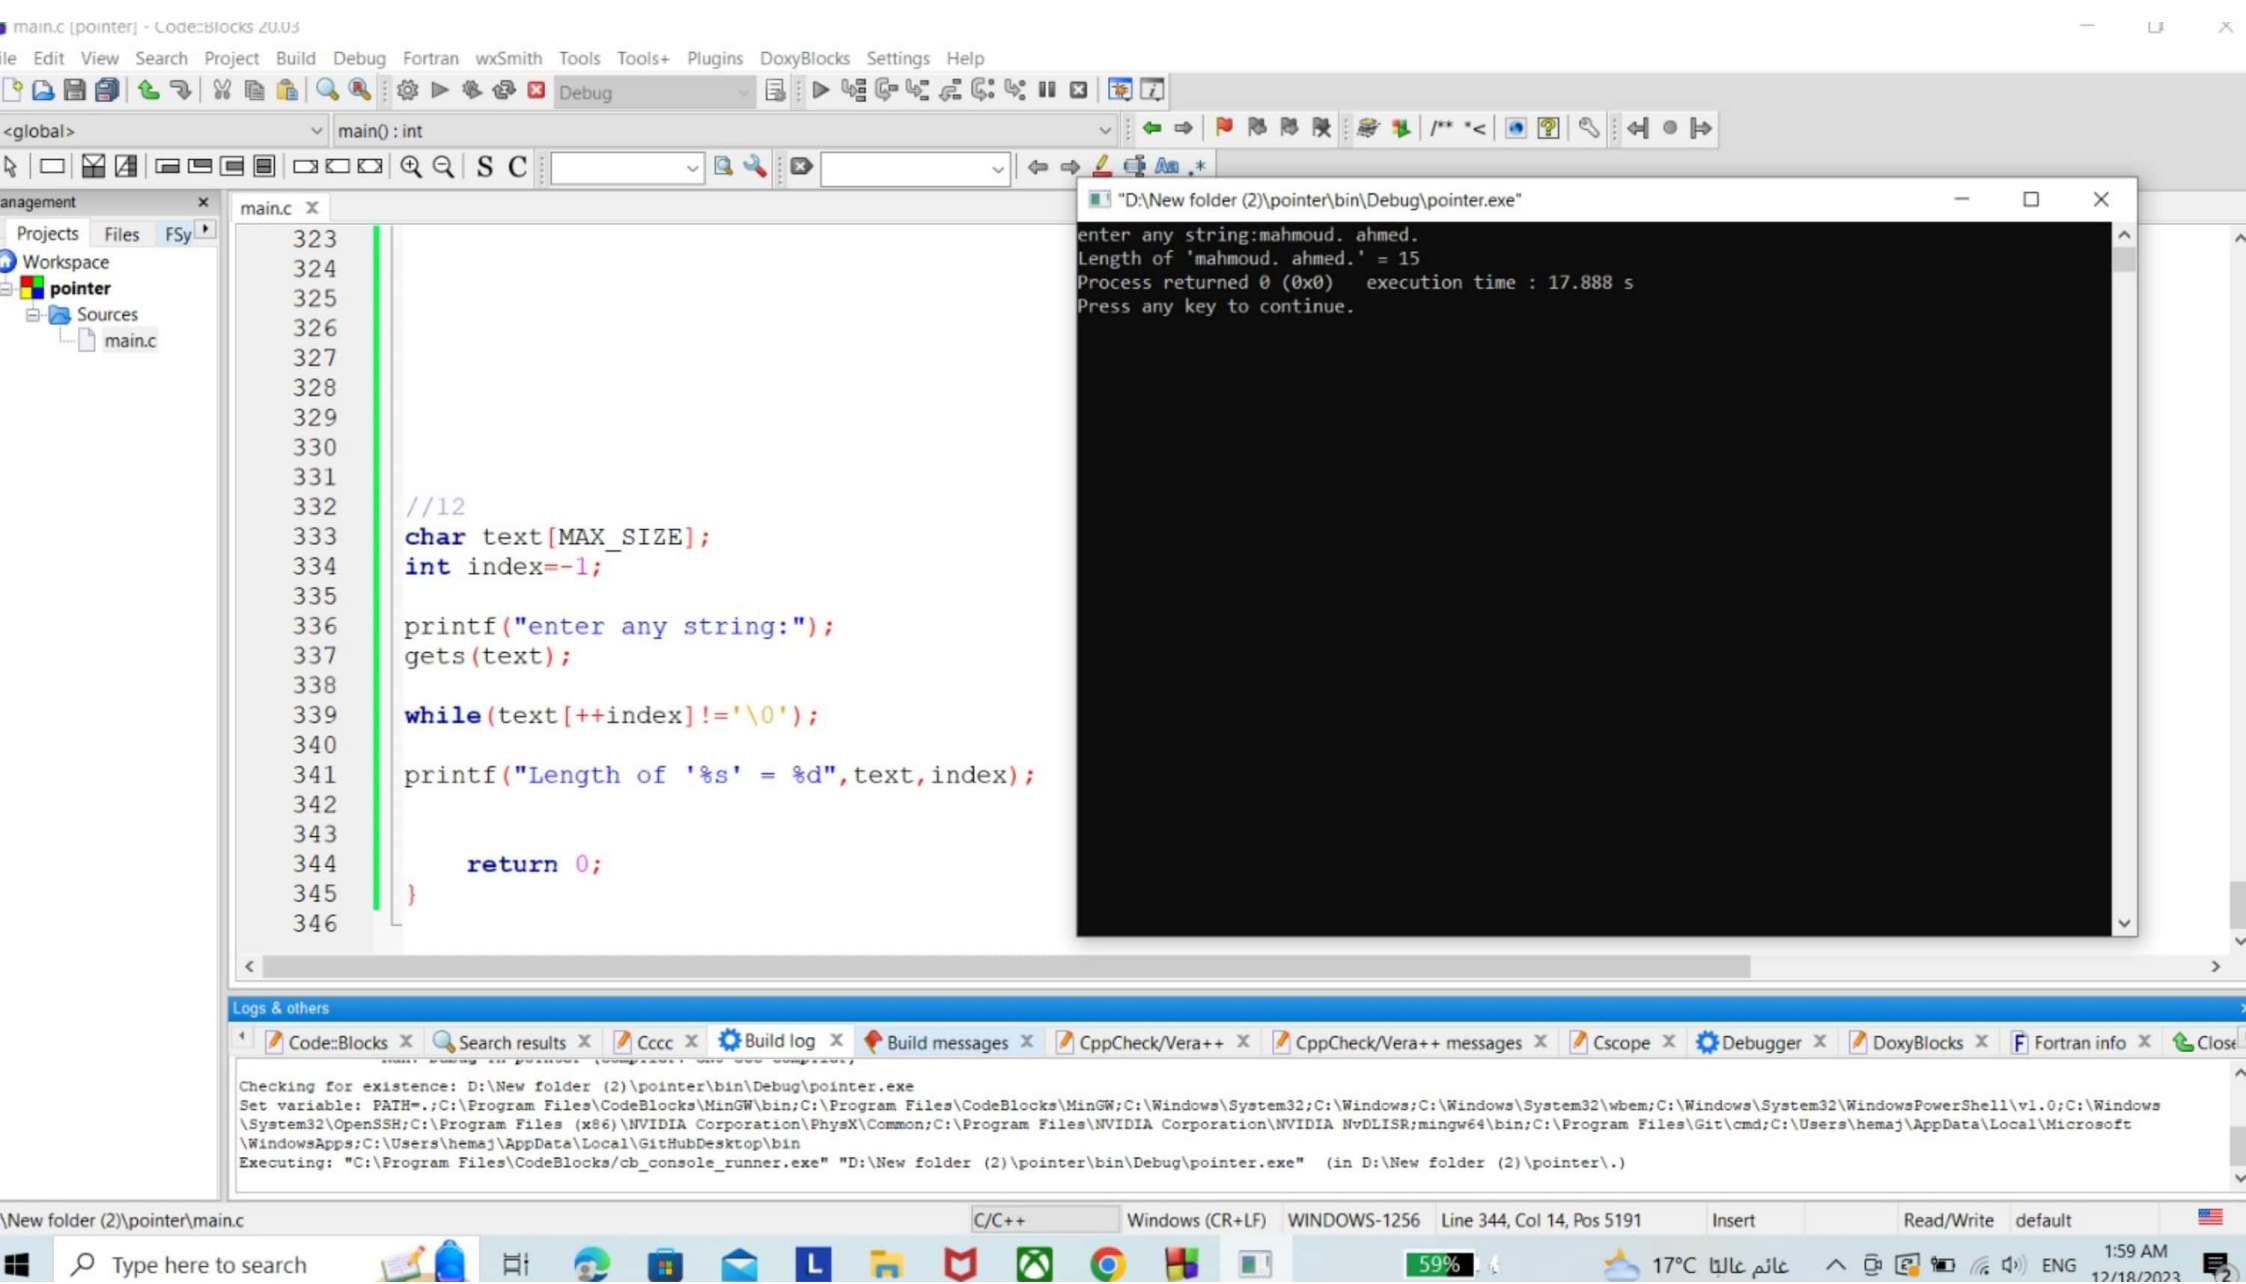 main.c [pointer] - Code::Blocks 20.03
ile Edit View Search Project Build Debug Fortran wxSmith Tools Tools+ Plugins DoxyBlocks Settings Help
Debug
<global> main() : int
/** *<
S C
Aa .*
anagement
main.c X
Projects Files FSy
Workspace
pointer
Sources
main.c
323
324
325
326
327
328
329
330
331
332 //12
333 char text[MAX_SIZE];
334 int index=-1;
335
336 printf("enter any string:");
337 gets(text);
338
339 while(text[++index]!='\0');
340
341 printf("Length of '%s' = %d",text,index);
342
343
344 return 0;
345 }
346
"D:\New folder (2)\pointer\bin\Debug\pointer.exe"
enter any string:mahmoud. ahmed.
Length of 'mahmoud. ahmed.' = 15
Process returned 0 (0x0) execution time : 17.888 s
Press any key to continue.
Logs & others
Code::Blocks X Search results X Cccc X Build log X Build messages X CppCheck/Vera++ X CppCheck/Vera++ messages X Cscope X Debugger X DoxyBlocks X Fortran info X Close
Checking for existence: D:\New folder (2)\pointer\bin\Debug\pointer.exe
Set variable: PATH=.;C:\Program Files\CodeBlocks\MinGW\bin;C:\Program Files\CodeBlocks\MinGW;C:\Windows\System32;C:\Windows;C:\Windows\System32\wbem;C:\Windows\System32\WindowsPowerShell\v1.0;C:\Windows
\System32\OpenSSH;C:\Program Files (x86)\NVIDIA Corporation\PhysX\Common;C:\Program Files\NVIDIA Corporation\NVIDIA NvDLISR;mingw64\bin;C:\Program Files\Git\cmd;C:\Users\hemaj\AppData\Local\Microsoft
\WindowsApps;C:\Users\hemaj\AppData\Local\GitHubDesktop\bin
Executing: "C:\Program Files\CodeBlocks/cb_console_runner.exe" "D:\New folder (2)\pointer\bin\Debug\pointer.exe" (in D:\New folder (2)\pointer\.)
\New folder (2)\pointer\main.c C/C++ Windows (CR+LF) WINDOWS-1256 Line 344, Col 14, Pos 5191 Insert Read/Write default
Type here to search L 59% 17°C غائم غالبًا ENG 1:59 AM
12/18/2023 2